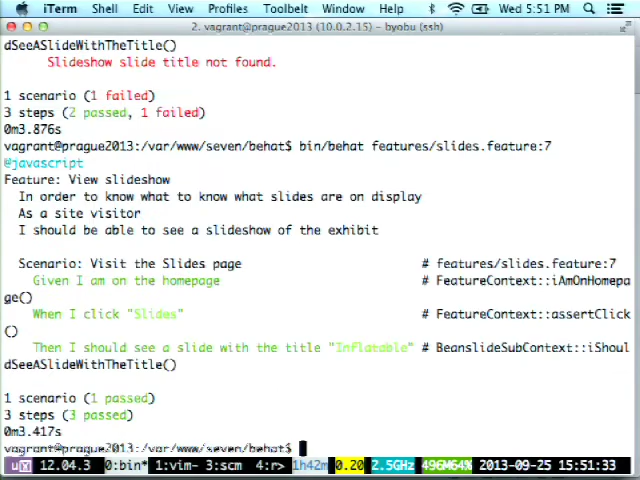 iTerm Shell Edit View Profiles Toolbelt Window Help Wed 5:51 PM
2. vagrant@prague2013 (10.0.2.15) – byobu (ssh)
dSeeASlideWithTheTitle()
Slideshow slide title not found.
1 scenario (1 failed)
3 steps (2 passed, 1 failed)
0m3.876s
vagrant@prague2013:/var/www/seven/behat$ bin/behat features/slides.feature:7
@javascript
Feature: View slideshow
In order to know what to know what slides are on display
As a site visitor
I should be able to see a slideshow of the exhibit
Scenario: Visit the Slides page # features/slides.feature:7
Given I am on the homepage # FeatureContext::iAmOnHomepa
ge()
When I click "Slides" # FeatureContext::assertClick
()
Then I should see a slide with the title "Inflatable" # BeanslideSubContext::iShoul
dSeeASlideWithTheTitle()
1 scenario (1 passed)
3 steps (3 passed)
0m3.417s
vagrant@prague2013:/var/www/seven/behat$
12.04.3 0:bin* 1:vim- 3:scm 4:r> 1h42m 0.20 2.5GHz 496M64% 2013-09-25 15:51:33